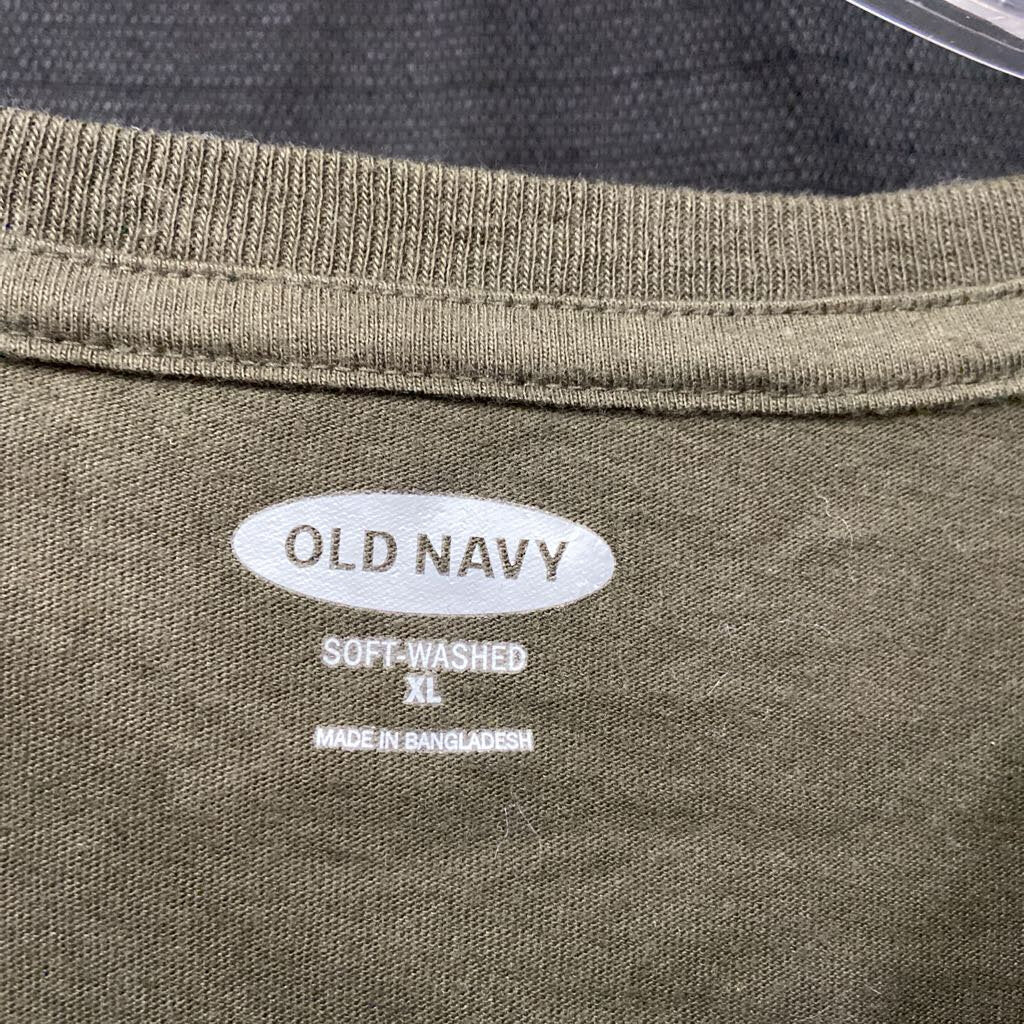 OLD NAVY
SOFT-WASHED
XL
MADE IN BANGLADESH